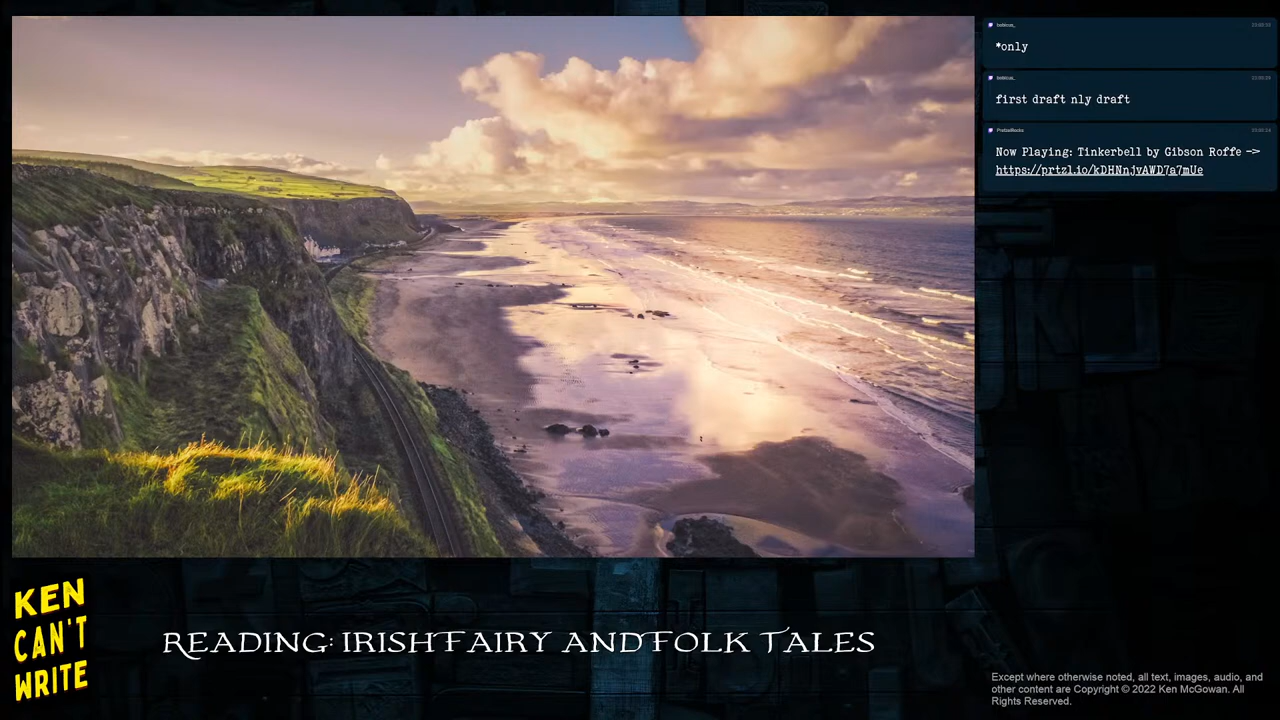 *only
first draft nly draft
PretzelRocks
Now Playing: Tinkerbell by Gibson Roffe ->
https://prtzl.io/kDHNnjvAWD7a7mUe
KEN
CAN'T
WRITE
READING: IRISH FAIRY AND FOLK TALES
Except where otherwise noted, all text, images, audio, and
other content are Copyright © 2022 Ken McGowan. All
Rights Reserved.